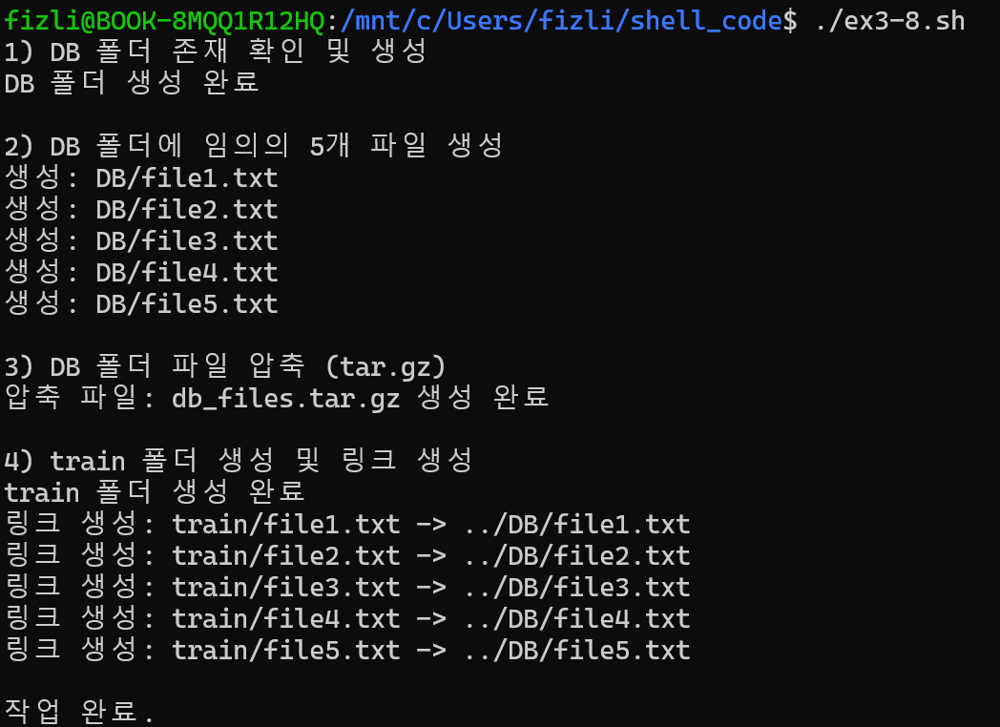 fizli@BOOK-8MQQ1R12HQ:/mnt/c/Users/fizli/shell_code$ ./ex3-8.sh
1) DB 폴더 존재 확인 및 생성
DB 폴더 생성 완료
2) DB 폴더에 임의의 5개 파일 생성
생성: DB/file1.txt
생성: DB/file2.txt
생성: DB/file3.txt
생성: DB/file4.txt
생성: DB/file5.txt
3) DB 폴더 파일 압축 (tar.gz)
압축 파일: db_files.tar.gz 생성 완료
4) train 폴더 생성 및 링크 생성
train 폴더 생성 완료
링크 생성: train/file1.txt -> ../DB/file1.txt
링크 생성: train/file2.txt -> ../DB/file2.txt
링크 생성: train/file3.txt -> ../DB/file3.txt
링크 생성: train/file4.txt -> ../DB/file4.txt
링크 생성: train/file5.txt -> ../DB/file5.txt
작업 완료.